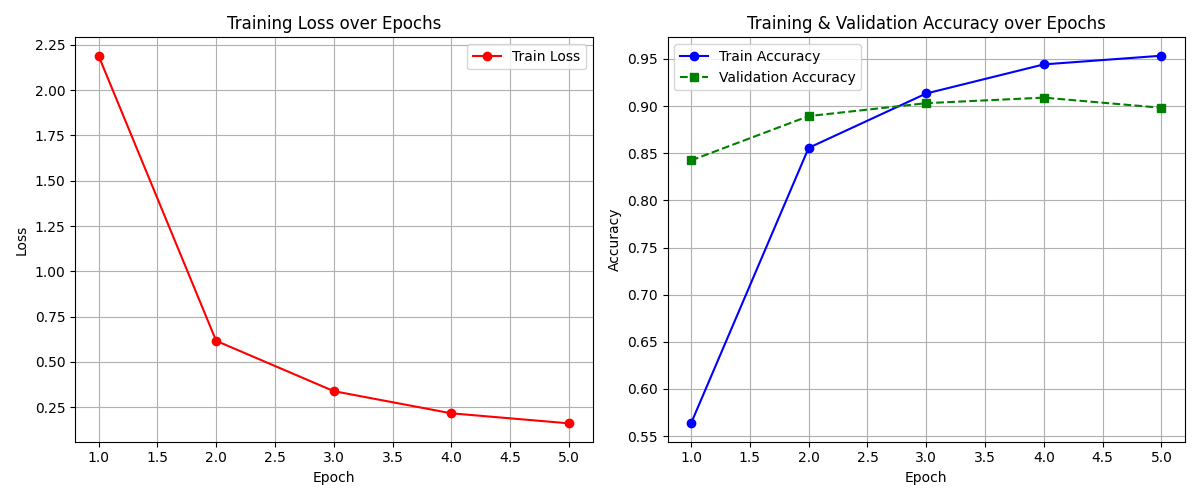 Training Loss over Epochs
2.25
2.00
1.75
1.50
1.25
1.00
0.75
0.50
0.25
Loss
Train Loss
1.0 1.5 2.0 2.5 3.0 3.5 4.0 4.5 5.0
Epoch
Training & Validation Accuracy over Epochs
0.95
0.90
0.85
0.80
0.75
0.70
0.65
0.60
0.55
Accuracy
Train Accuracy
Validation Accuracy
1.0 1.5 2.0 2.5 3.0 3.5 4.0 4.5 5.0
Epoch